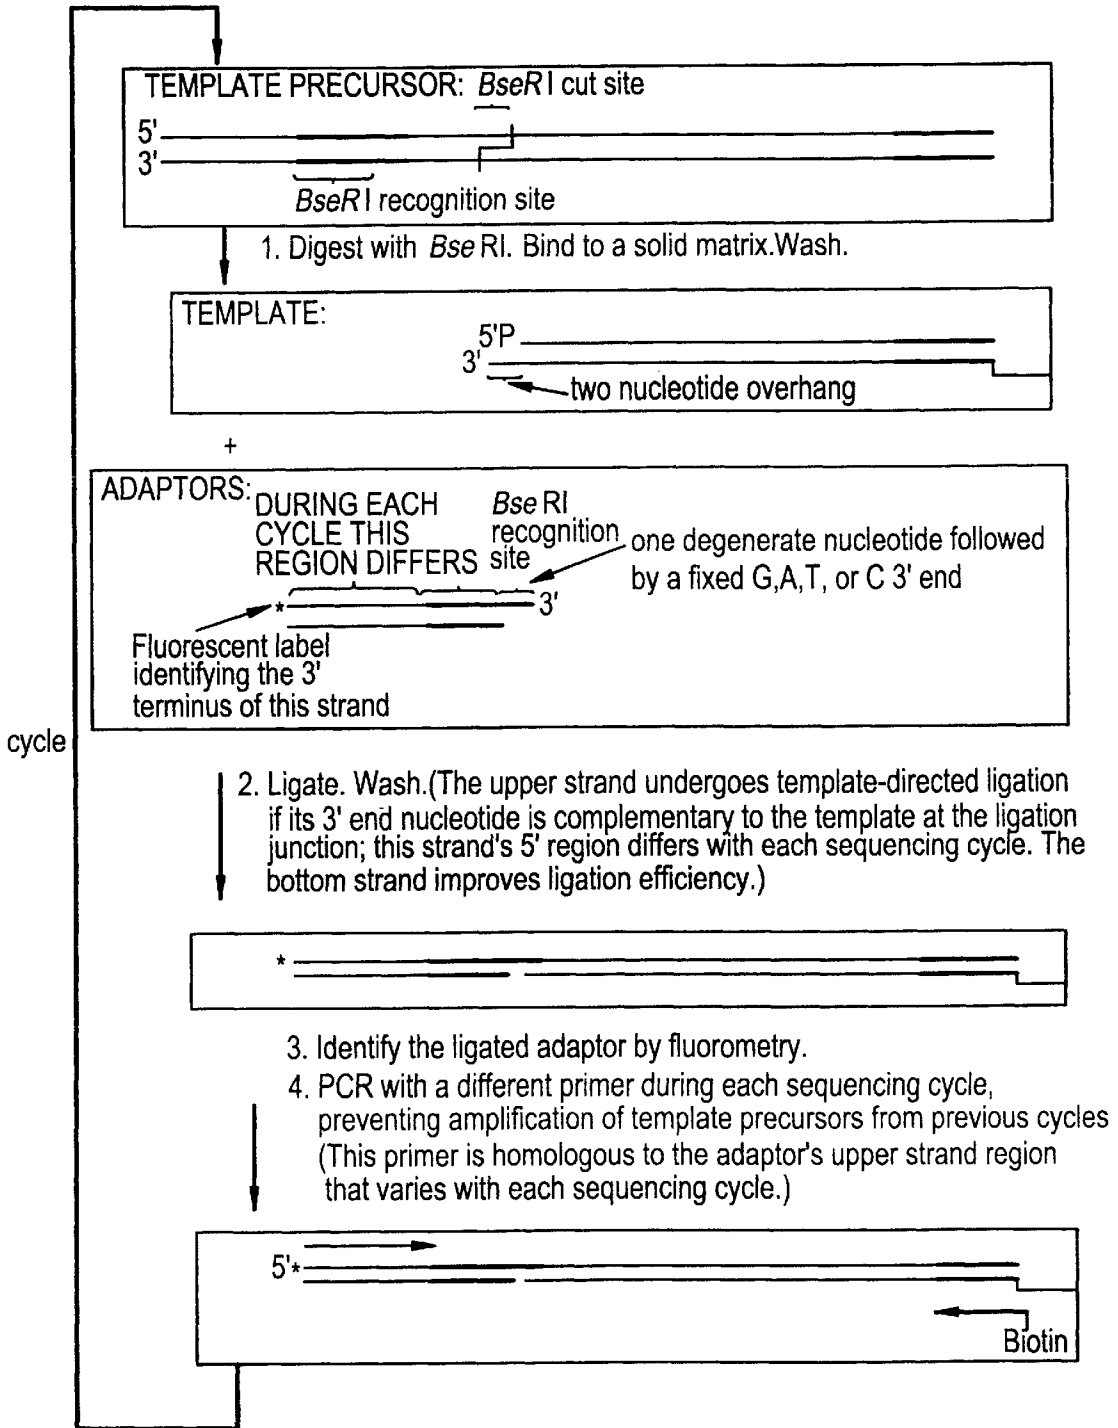 TEMPLATE PRECURSOR: BseR I cut site
5'
3'
BseR I recognition site
1. Digest with Bse RI. Bind to a solid matrix.Wash.
TEMPLATE:
5'P
3'
two nucleotide overhang
+
ADAPTORS:
DURING EACH
CYCLE THIS
REGION DIFFERS
Bse RI
recognition
site
one degenerate nucleotide followed
by a fixed G,A,T, or C 3' end
*
3'
Fluorescent label
identifying the 3'
terminus of this strand
cycle
2. Ligate. Wash.(The upper strand undergoes template-directed ligation
if its 3' end nucleotide is complementary to the template at the ligation
junction; this strand's 5' region differs with each sequencing cycle. The
bottom strand improves ligation efficiency.)
*
3. Identify the ligated adaptor by fluorometry.
4. PCR with a different primer during each sequencing cycle,
preventing amplification of template precursors from previous cycles
(This primer is homologous to the adaptor's upper strand region
that varies with each sequencing cycle.)
5'*
Biotin